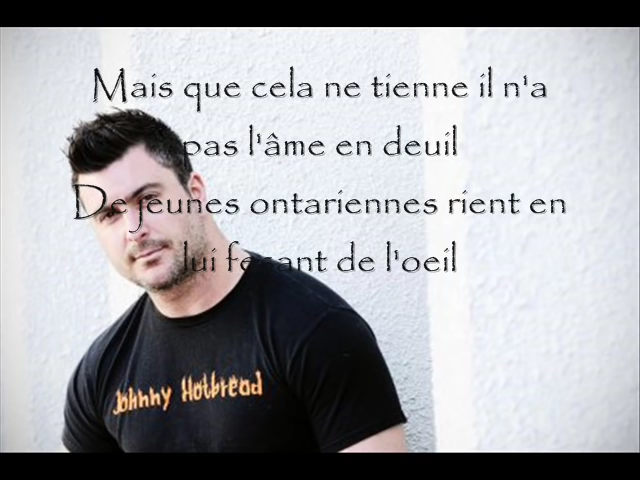 Mais que cela ne tienne il n'a
pas l'âme en deuil
De jeunes ontariennes rient en
lui fesant de l'oeil
Johnny Hotbread